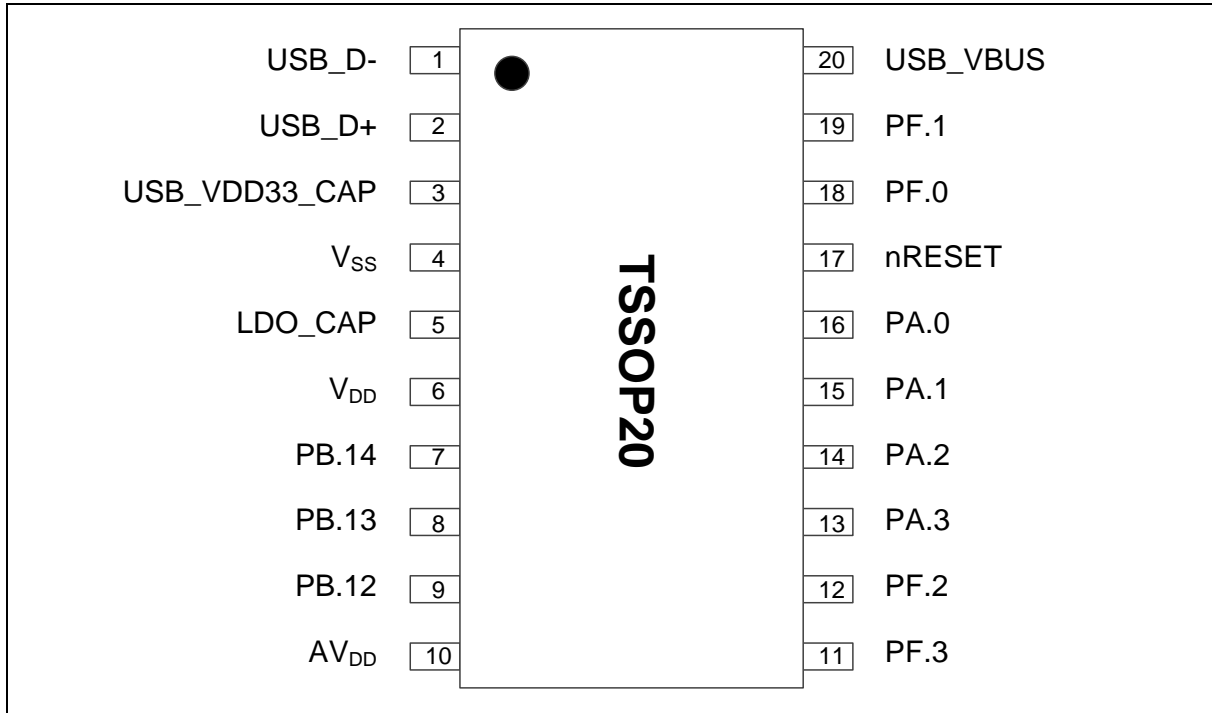 USB_D- 1
USB_D+ 2
USB_VDD33_CAP 3
VSS 4
LDO_CAP 5
VDD 6
PB.14 7
PB.13 8
PB.12 9
AVDD 10
TSSOP20
20 USB_VBUS
19 PF.1
18 PF.0
17 nRESET
16 PA.0
15 PA.1
14 PA.2
13 PA.3
12 PF.2
11 PF.3